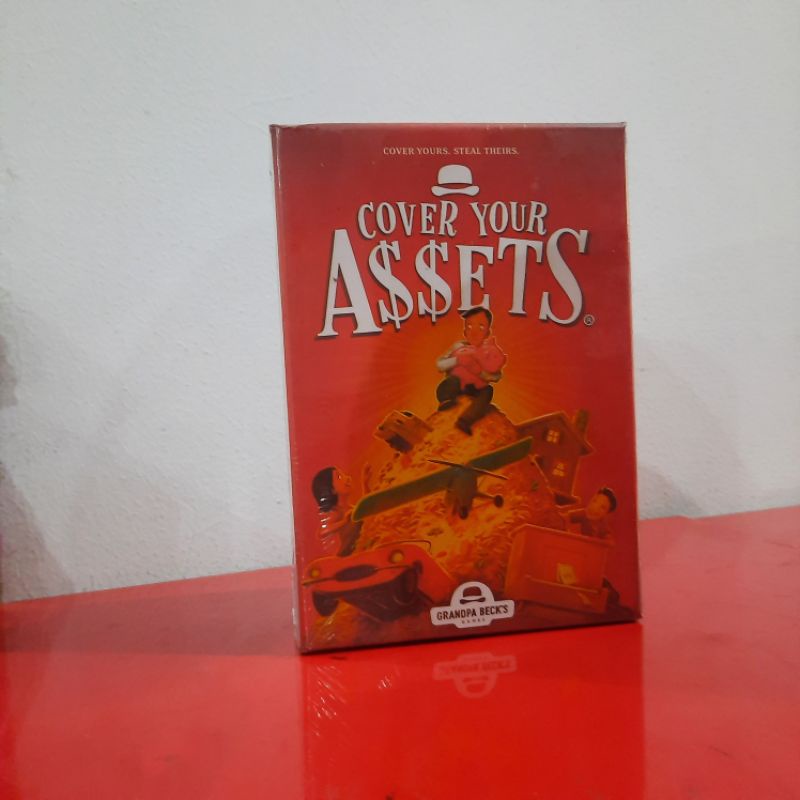 COVER YOURS. STEAL THEIRS.
COVER YOUR
A$$ETS®
GRANDPA BECK'S
GAMES